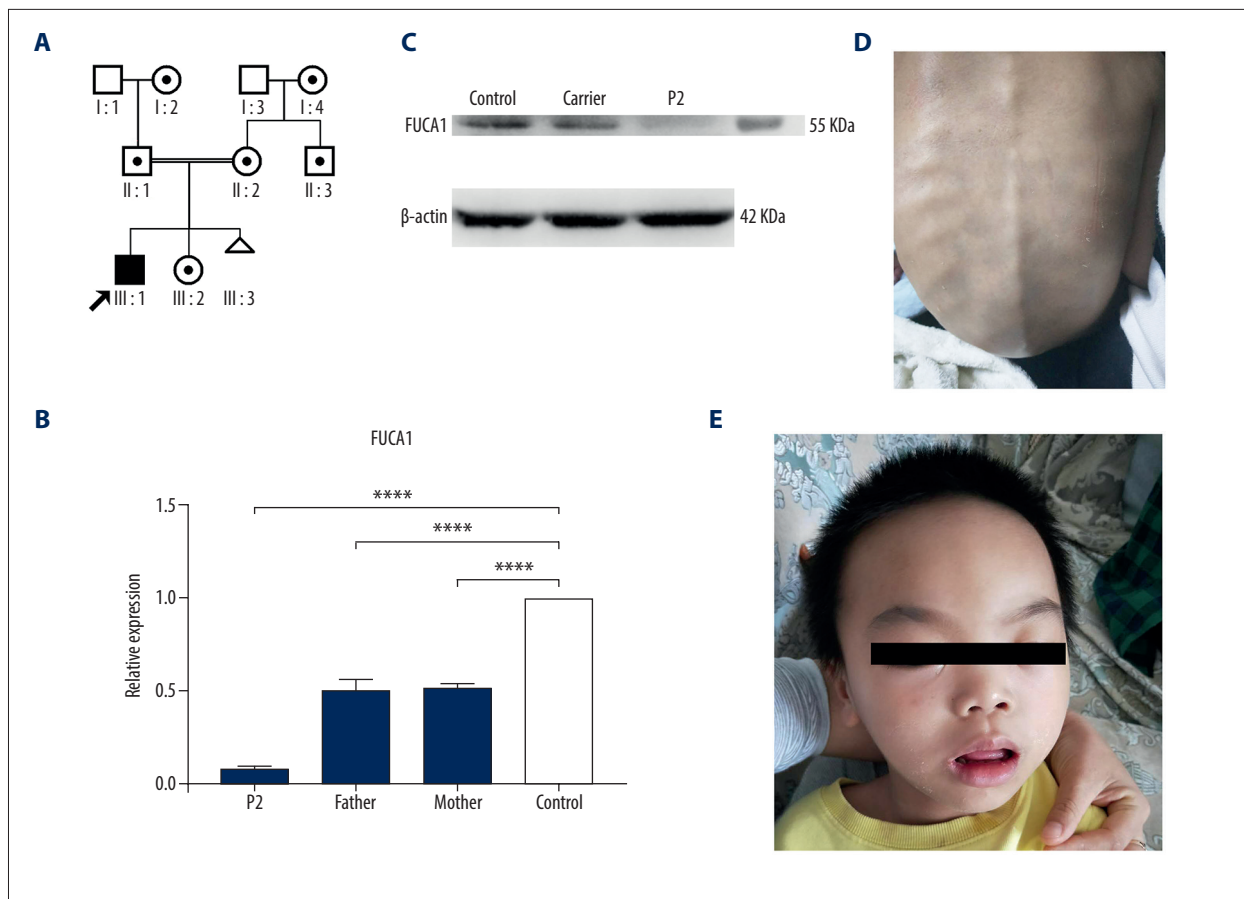 A
I : 1
I : 2
I : 3
I : 4
II : 1
II : 2
II : 3
III : 1
III : 2
III : 3
C
Control Carrier P2
FUCA1
55 KDa
β-actin
42 KDa
D
B
FUCA1
Relative expression
1.5
1.0
0.5
0.0
****
****
****
P2 Father Mother Control
E